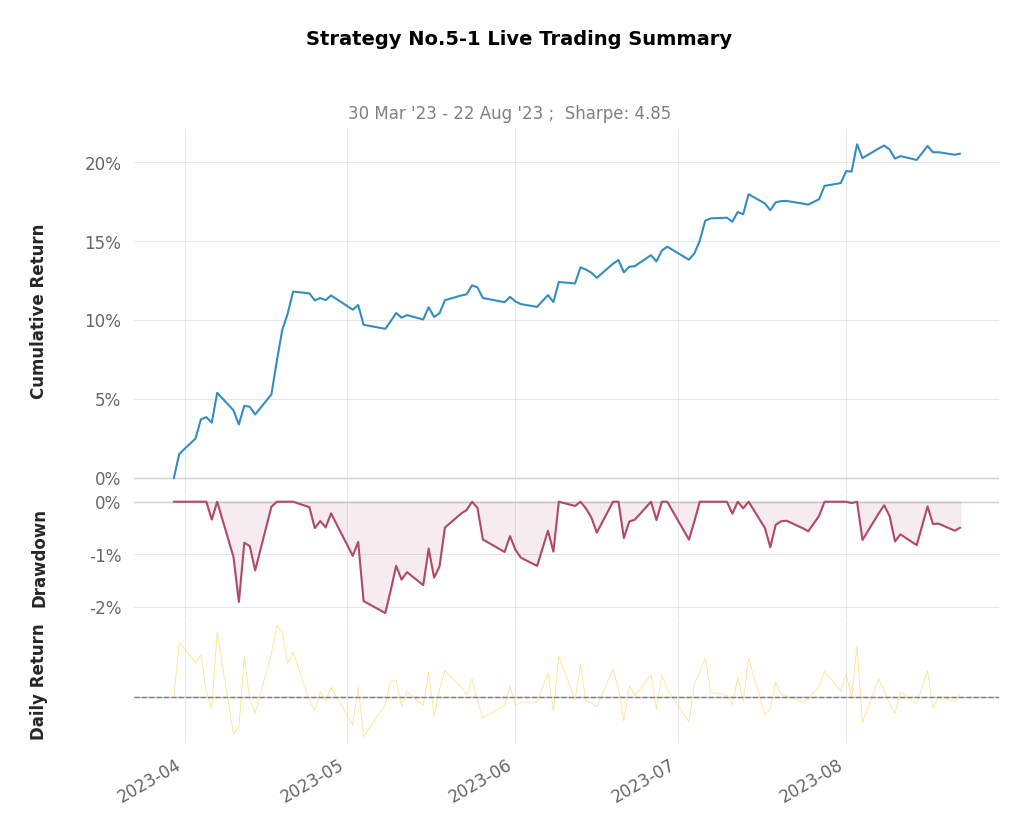 Strategy No.5-1 Live Trading Summary
30 Mar '23 - 22 Aug '23 ;  Sharpe: 4.85
Cumulative Return
20%
15%
10%
5%
0%
Drawdown
0%
-1%
-2%
Daily Return
2023-04
2023-05
2023-06
2023-07
2023-08